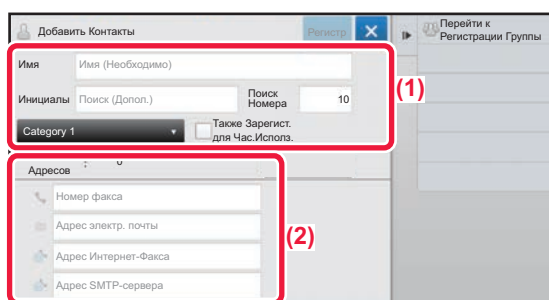 Добавить Контакты
Регистр
Перейти к
Регистрации Группы
Имя
Имя (Необходимо)
(1)
Инициалы
Поиск (Допол.)
Поиск
Номера
10
Category 1
Также Зарегист.
для Час.Исполз.
Адресов
:
Номер факса
Адрес электр. почты
(2)
Адрес Интернет-Факса
Адрес SMTP-сервера